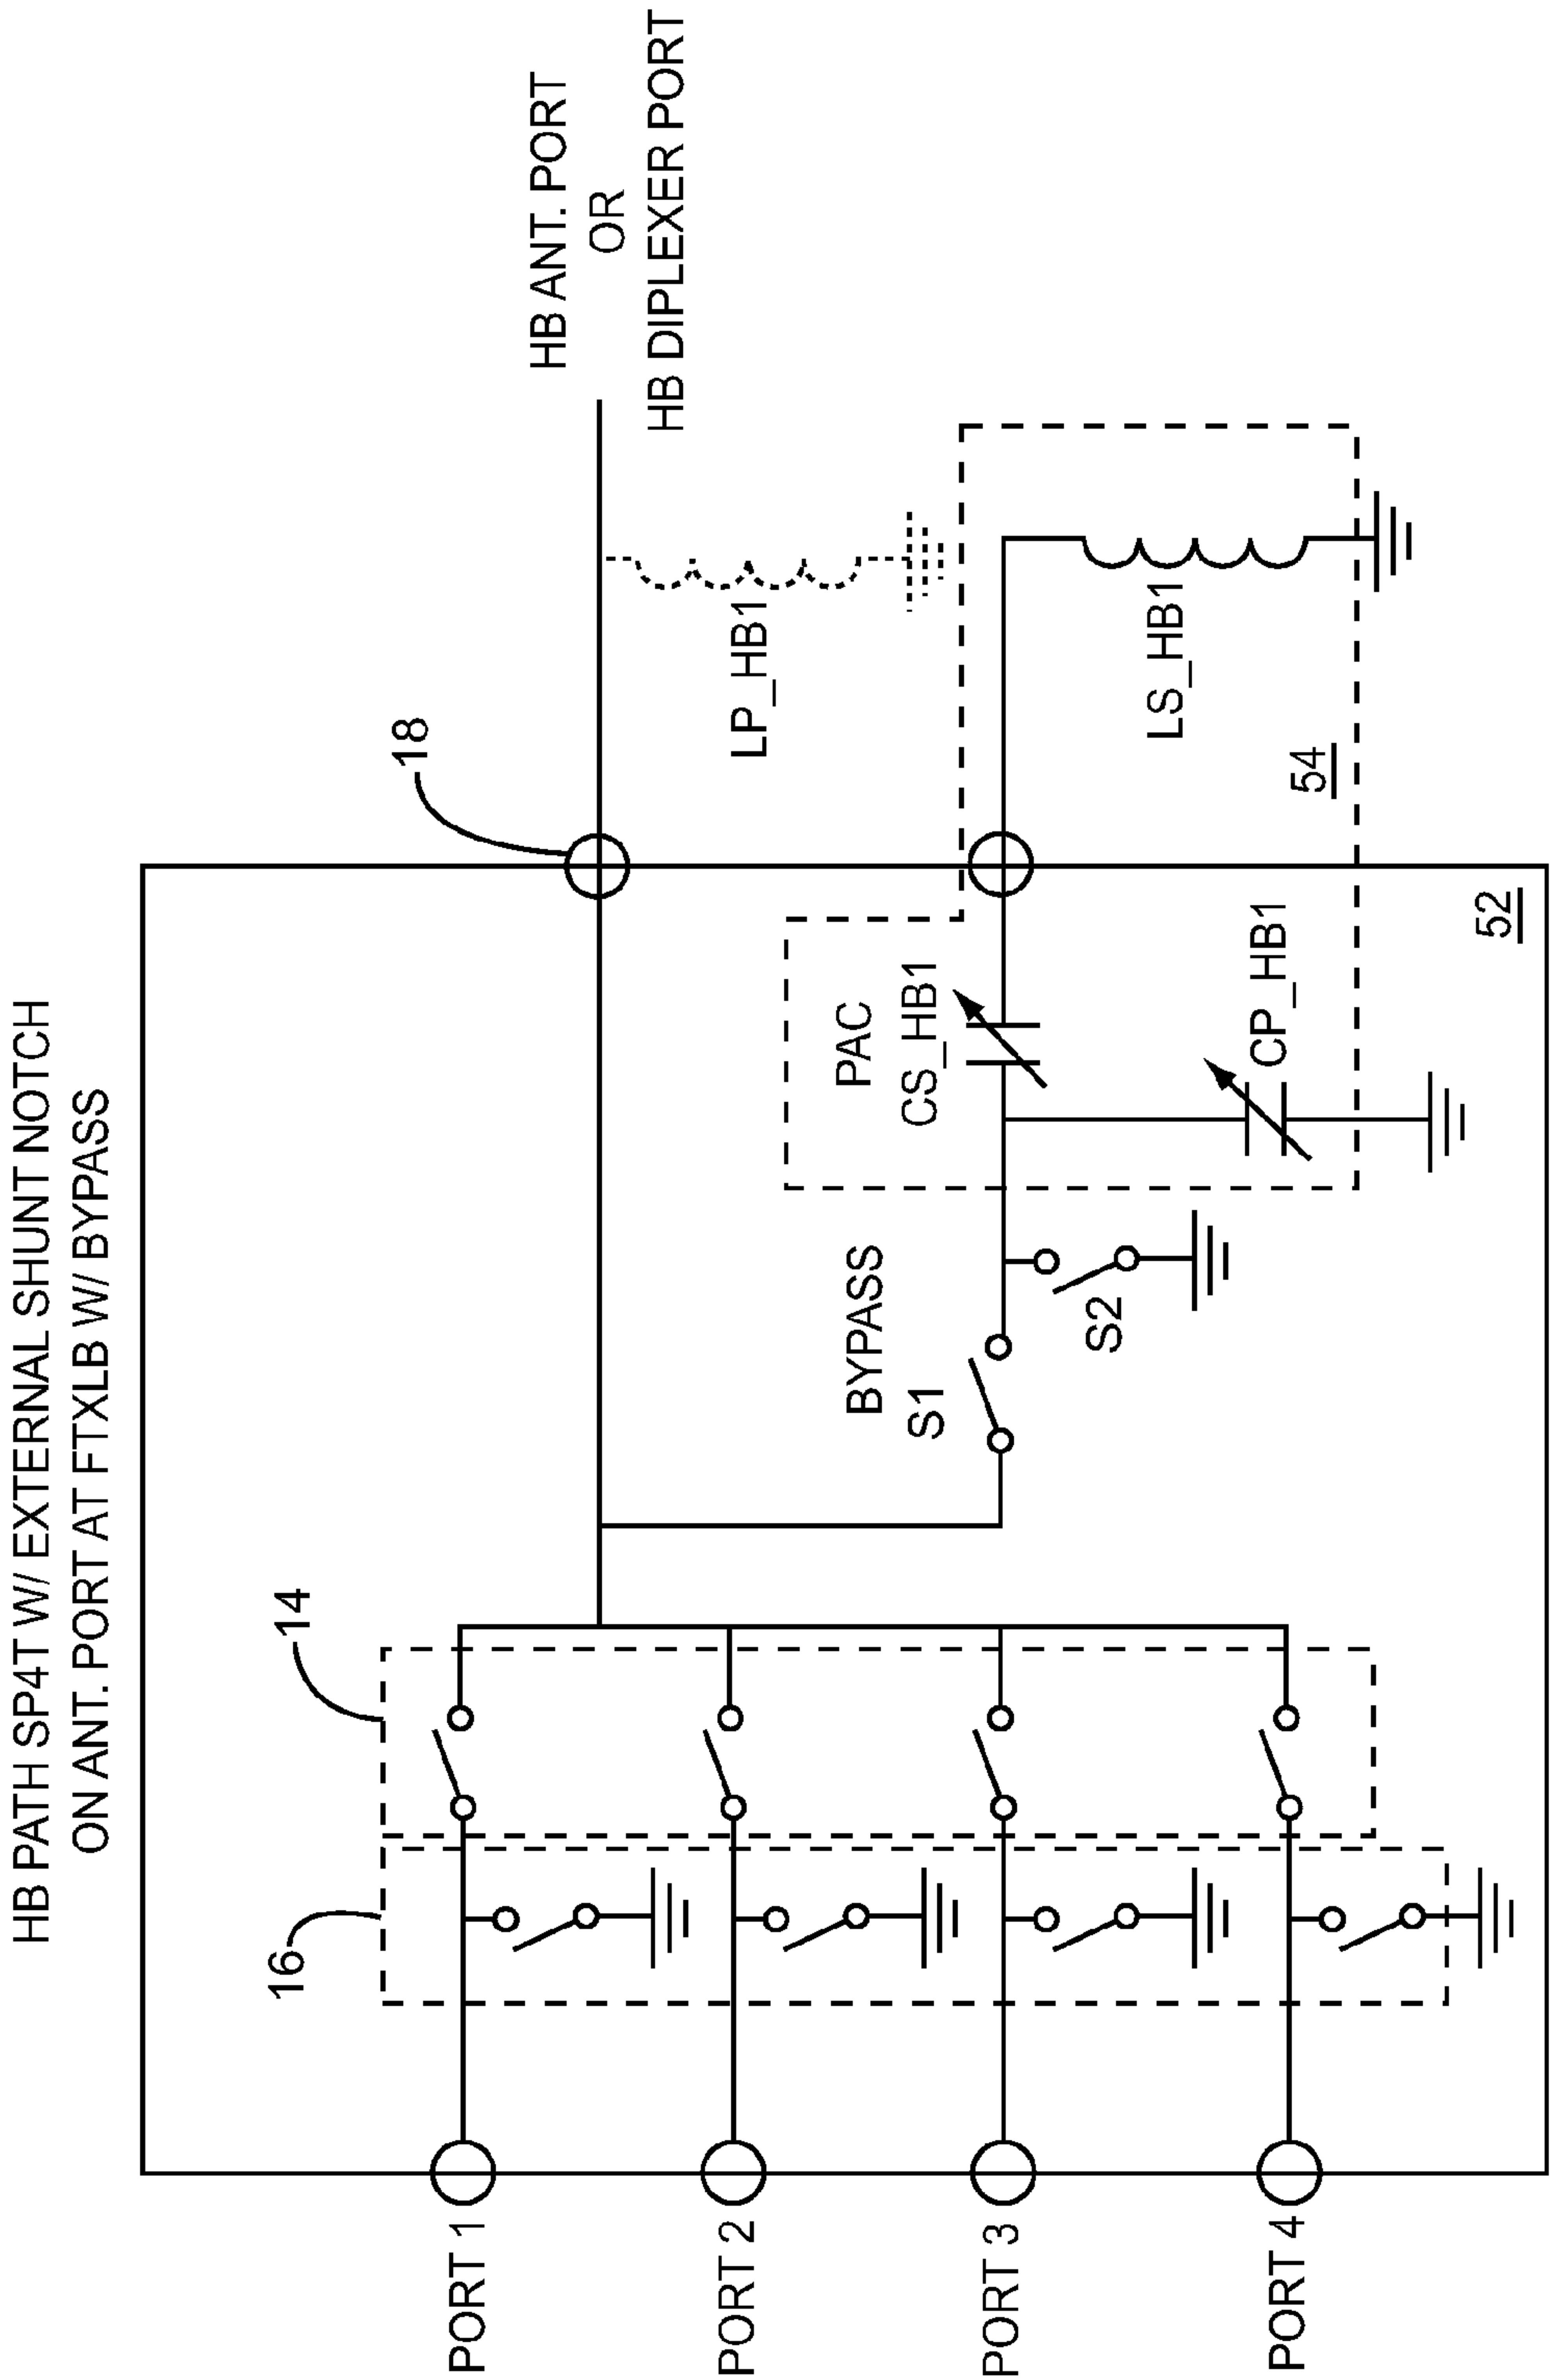 HB PATH SP4T W/ EXTERNAL SHUNT NOTCH
ON ANT. PORT AT FTXLB W/ BYPASS
16
14
18
HB ANT. PORT
OR
HB DIPLEXER PORT
PORT 1
PORT 2
PORT 3
PORT 4
LP_HB1
BYPASS
S1
S2
PAC
CS_HB1
CP_HB1
LS_HB1
54
52